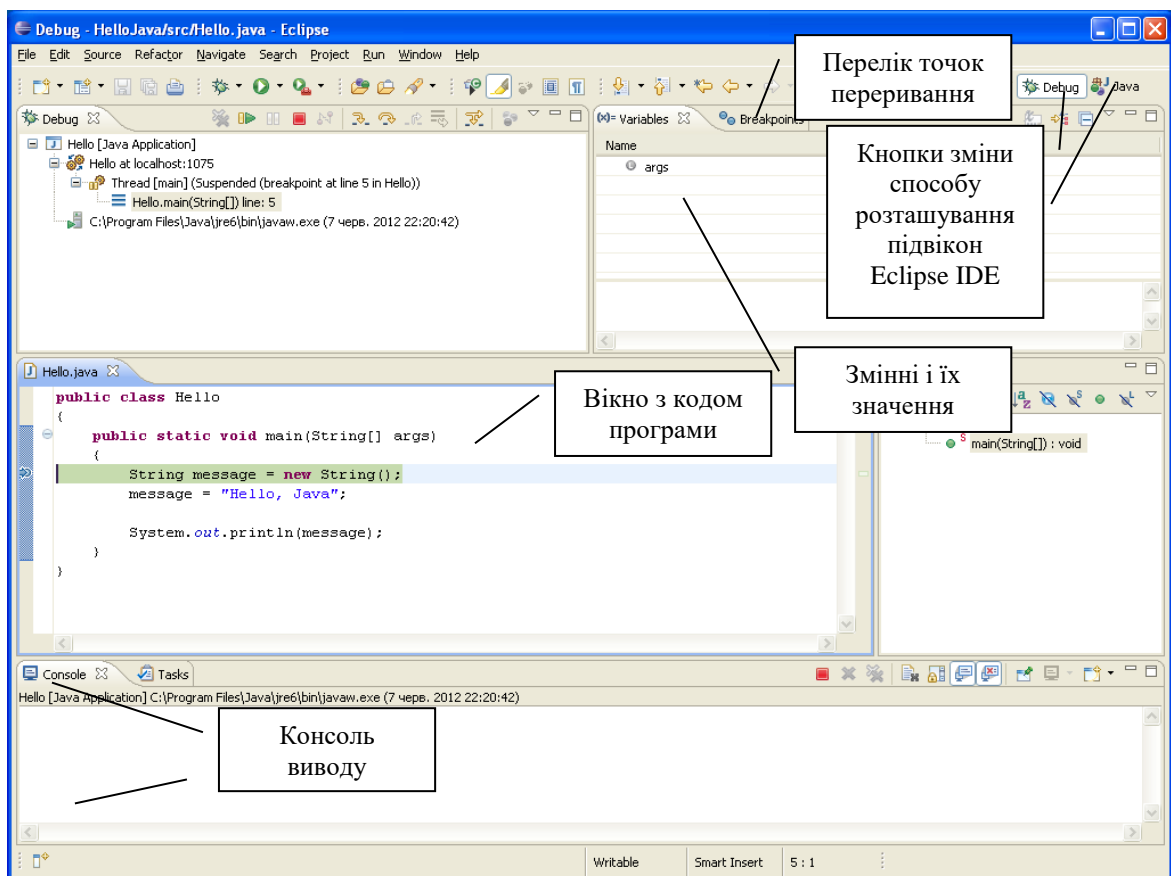 Debug - HelloJava/src/Hello.java - Eclipse
File Edit Source Refactor Navigate Search Project Run Window Help
Перелік точок
переривання
Debug Java
Debug
Variables Breakpoints
Hello [Java Application]
Hello at localhost:1075
Thread [main] (Suspended (breakpoint at line 5 in Hello))
Hello.main(String[]) line: 5
C:\Program Files\Java\jre6\bin\javaw.exe (7 черв. 2012 22:20:42)
Name
args
Кнопки зміни
способу
розташування
підвікон
Eclipse IDE
Змінні і їх
значення
Hello.java
public class Hello
{
public static void main(String[] args)
{
String message = new String();
message = "Hello, Java";
System.out.println(message);
}
}
Вікно з кодом
програми
main(String[]) : void
Console Tasks
Hello [Java Application] C:\Program Files\Java\jre6\bin\javaw.exe (7 черв. 2012 22:20:42)
Консоль
виводу
Writable Smart Insert 5 : 1